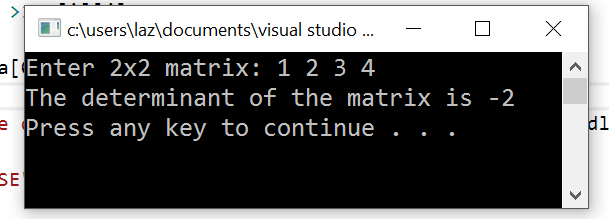 c:\users\laz\documents\visual studio ...
Enter 2x2 matrix: 1 2 3 4
The determinant of the matrix is -2
Press any key to continue . . .